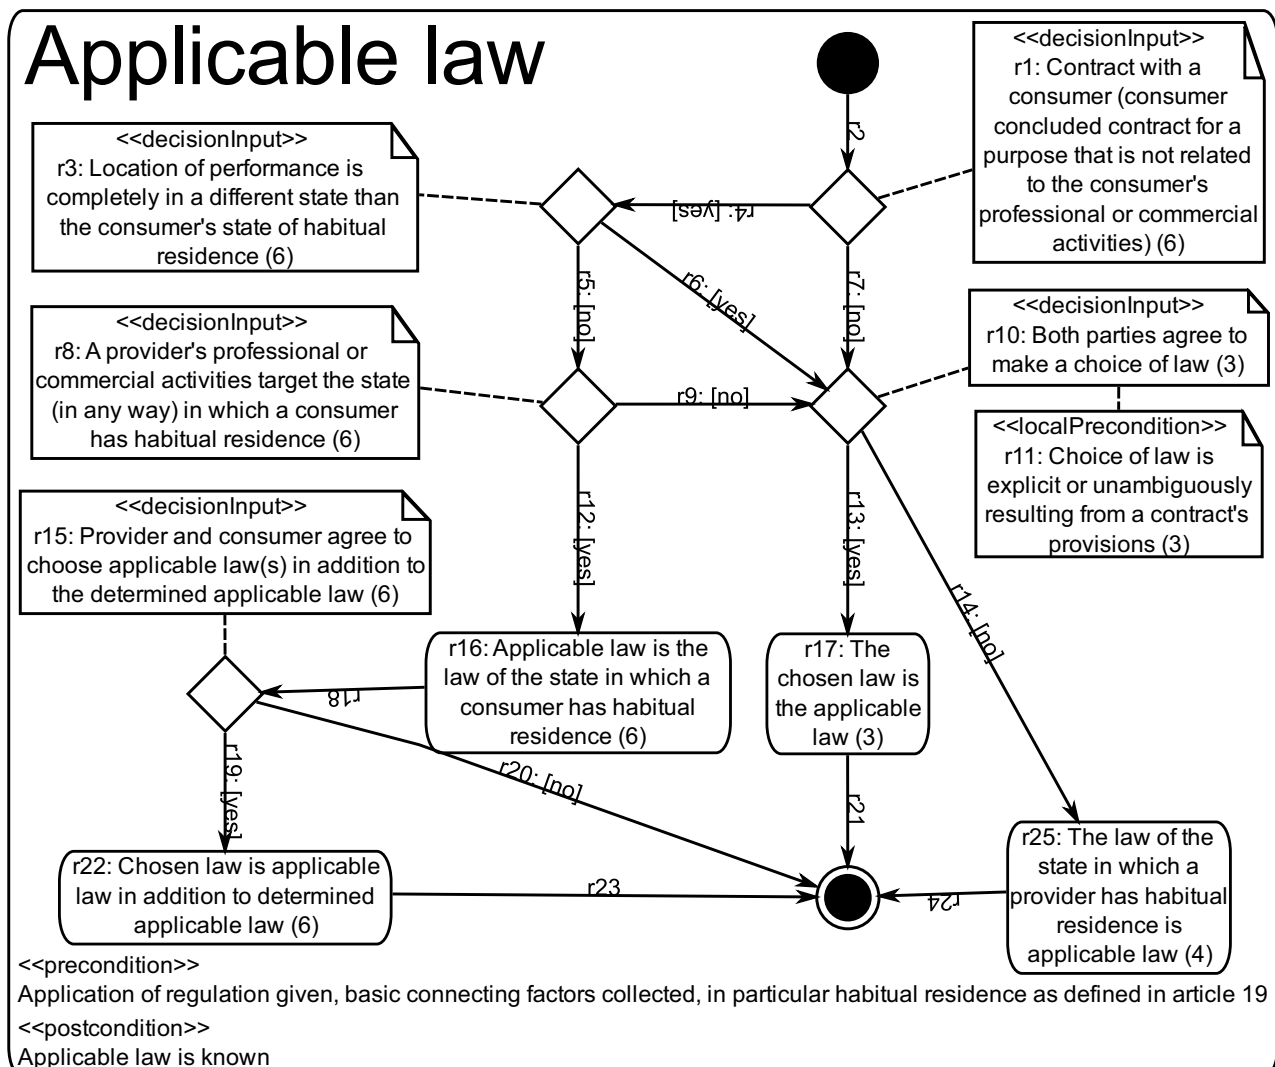 Applicable law
<<decisionInput>>
r1: Contract with a
consumer (consumer
concluded contract for a
purpose that is not related
to the consumer's
professional or commercial
activities) (6)
r2
<<decisionInput>>
r3: Location of performance is
completely in a different state than
the consumer's state of habitual
residence (6)
r4: [yes]
r5: [no]
r6: [yes]
r7: [no]
<<decisionInput>>
r8: A provider's professional or
commercial activities target the state
(in any way) in which a consumer
has habitual residence (6)
r9: [no]
<<decisionInput>>
r10: Both parties agree to
make a choice of law (3)
<<localPrecondition>>
r11: Choice of law is
explicit or unambiguously
resulting from a contract's
provisions (3)
r12: [yes]
r13: [yes]
r14: [no]
<<decisionInput>>
r15: Provider and consumer agree to
choose applicable law(s) in addition to
the determined applicable law (6)
r16: Applicable law is the
law of the state in which a
consumer has habitual
residence (6)
r17: The
chosen law is
the applicable
law (3)
r18
r19: [yes]
r20: [no]
r21
r22: Chosen law is applicable
law in addition to determined
applicable law (6)
r23
r24
r25: The law of the
state in which a
provider has habitual
residence is
applicable law (4)
<<precondition>>
Application of regulation given, basic connecting factors collected, in particular habitual residence as defined in article 19
<<postcondition>>
Applicable law is known